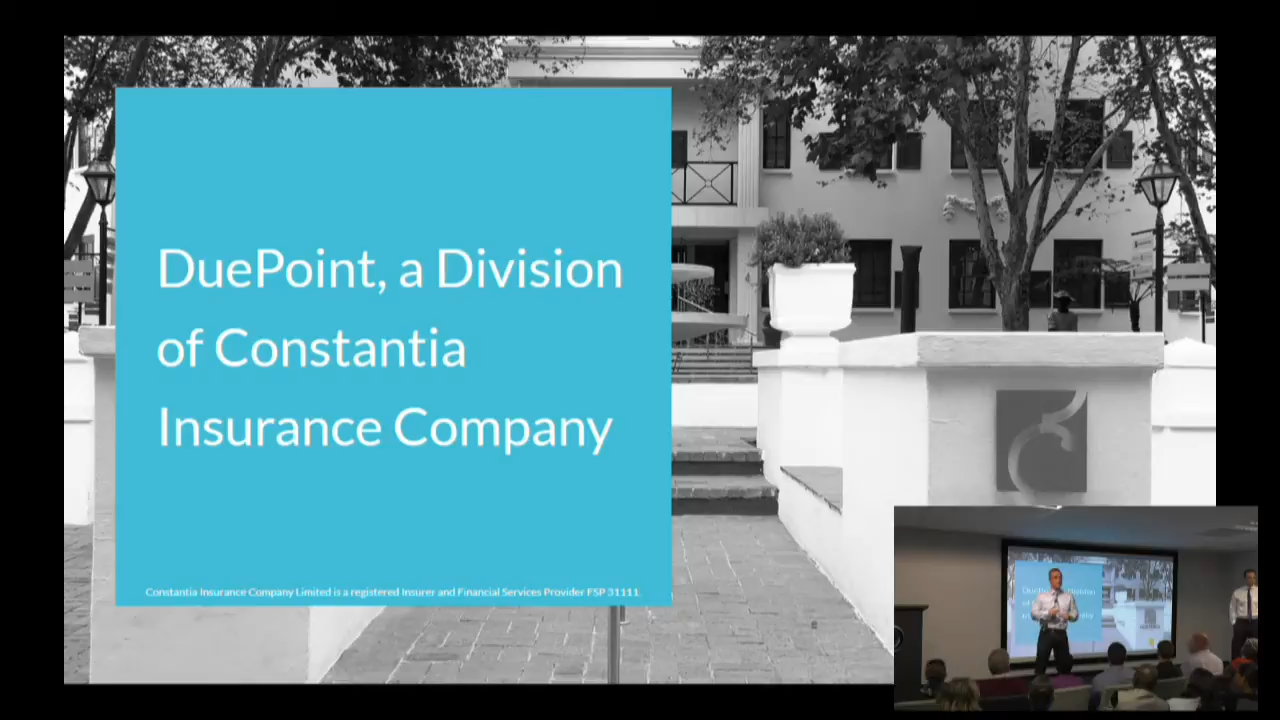 DuePoint, a Division
of Constantia
Insurance Company
Constantia Insurance Company Limited is a registered Insurer and Financial Services Provider FSP 31111.